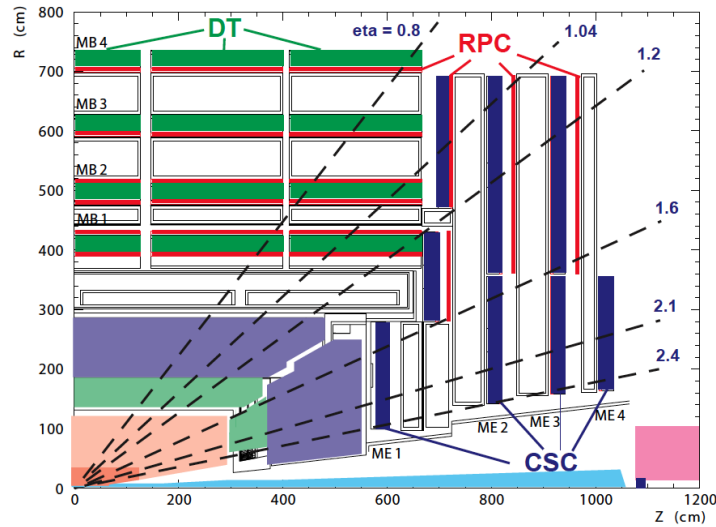 R (cm)
800
700
600
500
400
300
200
100
0
MB 4
MB 3
MB 2
MB 1
DT
eta = 0.8
RPC
1.04
1.2
1.6
2.1
2.4
ME 1
ME 2
ME 3
ME 4
CSC
0
200
400
600
800
1000
1200
Z (cm)